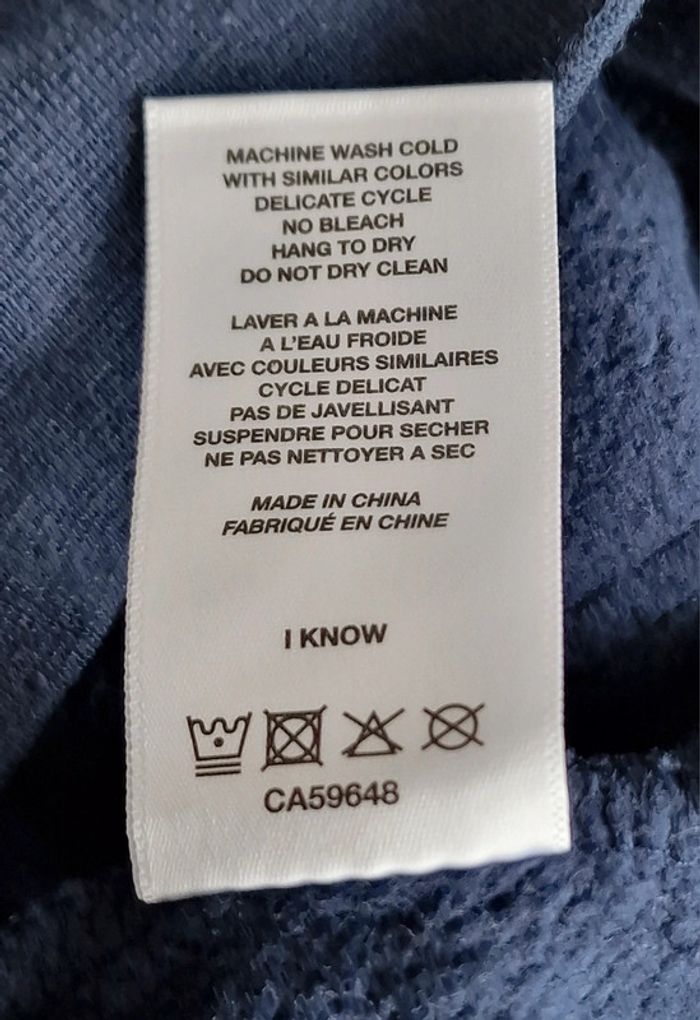 MACHINE WASH COLD
WITH SIMILAR COLORS
DELICATE CYCLE
NO BLEACH
HANG TO DRY
DO NOT DRY CLEAN
LAVER A LA MACHINE
A L'EAU FROIDE
AVEC COULEURS SIMILAIRES
CYCLE DELICAT
PAS DE JAVELLISANT
SUSPENDRE POUR SECHER
NE PAS NETTOYER A SEC
MADE IN CHINA
FABRIQUÉ EN CHINE
I KNOW
CA59648